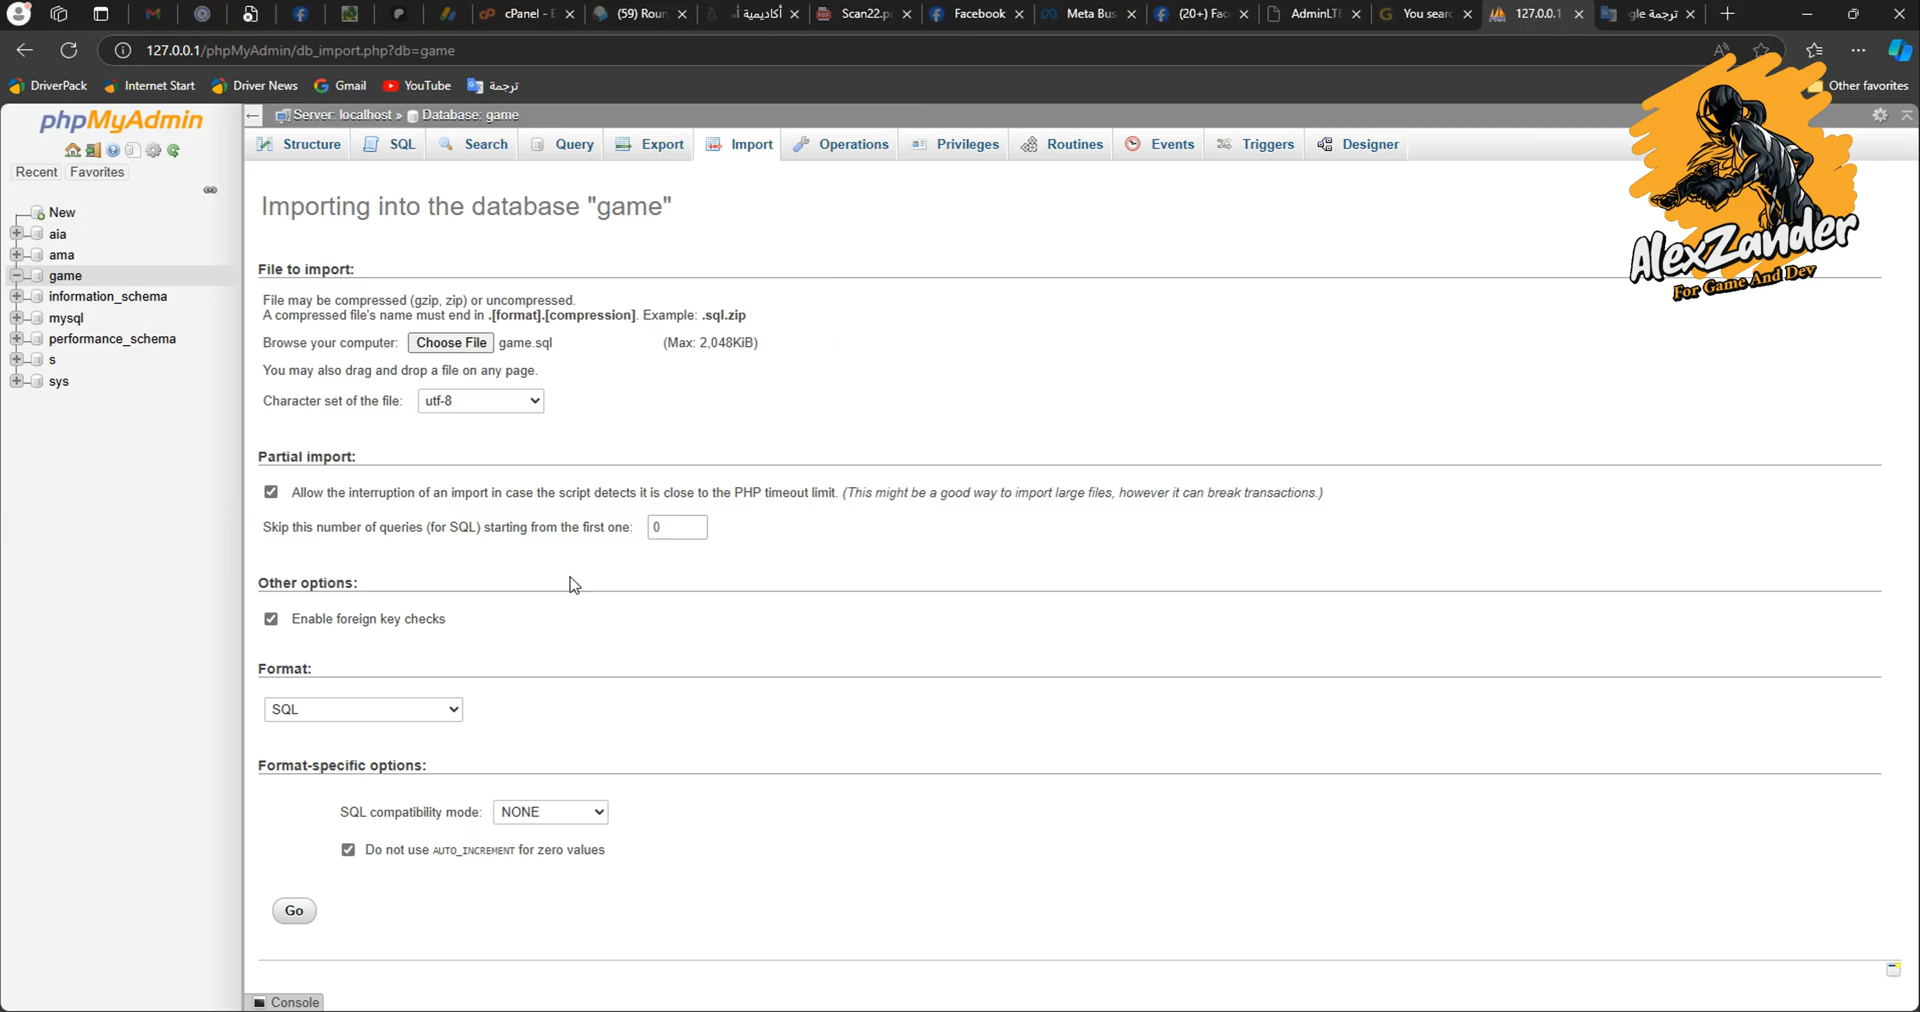 cPanel - E
(59) Roun
أكاديمية أ
Scan22.p
Facebook
Meta Bus
(20+) Fac
AdminLTE
You sear
127.0.0.1
ترجمة gle
127.0.0.1/phpMyAdmin/db_import.php?db=game
DriverPack
Internet Start
Driver News
Gmail
YouTube
ترجمة
Other favorites
phpMyAdmin
Recent
Favorites
New
aia
ama
game
information_schema
mysql
performance_schema
s
sys
Server: localhost » Database: game
Structure
SQL
Search
Query
Export
Import
Operations
Privileges
Routines
Events
Triggers
Designer
AlexZander
For Game And Dev
Importing into the database "game"
File to import:
File may be compressed (gzip, zip) or uncompressed.
A compressed file's name must end in .[format].[compression]. Example: .sql.zip
Browse your computer: Choose File game.sql (Max: 2,048KiB)
You may also drag and drop a file on any page.
Character set of the file: utf-8
Partial import:
Allow the interruption of an import in case the script detects it is close to the PHP timeout limit. (This might be a good way to import large files, however it can break transactions.)
Skip this number of queries (for SQL) starting from the first one: 0
Other options:
Enable foreign key checks
Format:
SQL
Format-specific options:
SQL compatibility mode: NONE
Do not use AUTO_INCREMENT for zero values
Go
Console